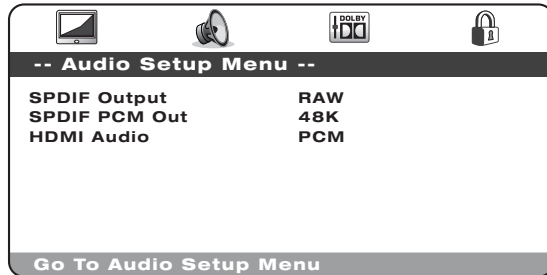 DOLBY
-- Audio Setup Menu --
SPDIF Output RAW
SPDIF PCM Out 48K
HDMI Audio PCM
Go To Audio Setup Menu